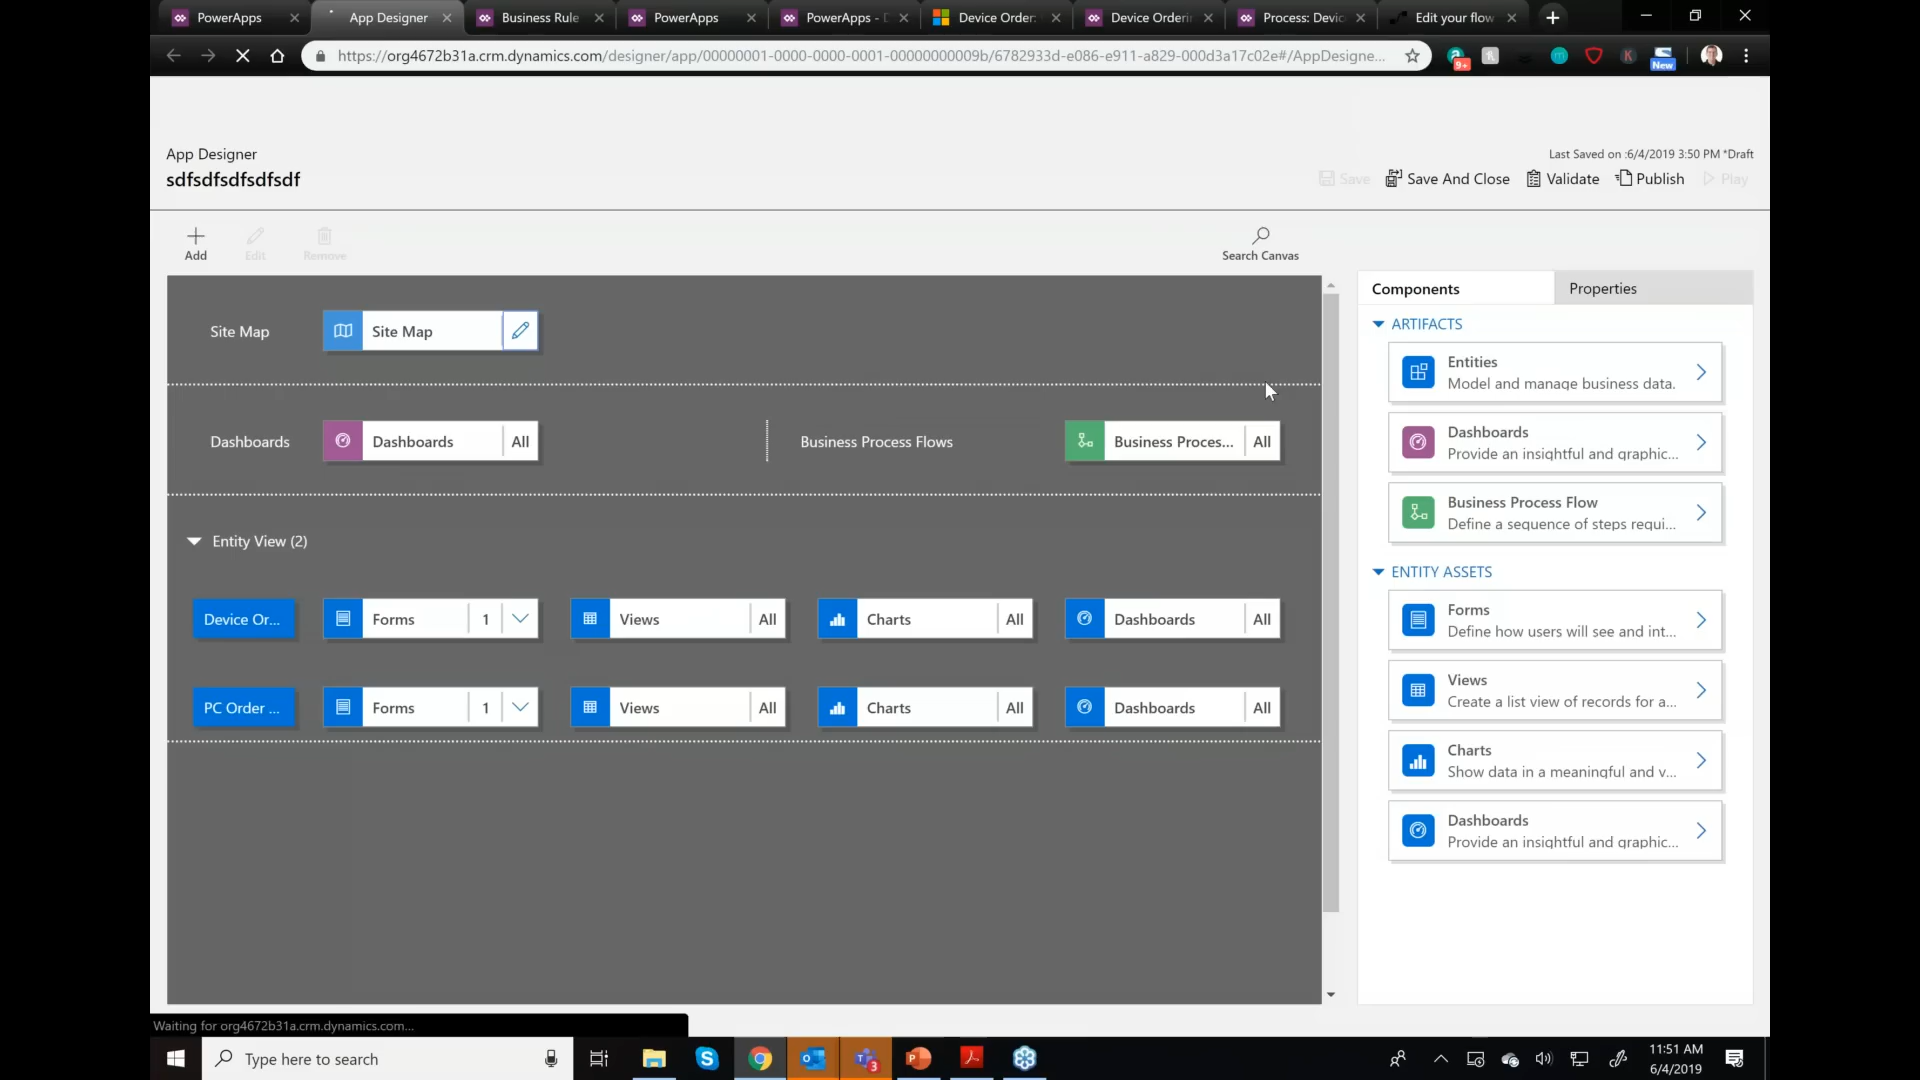 PowerApps
App Designer
Business Rule
PowerApps
PowerApps - D
Device Order:
Device Orderi
Process: Devic
Edit your flow
https://org4672b31a.crm.dynamics.com/designer/app/00000001-0000-0000-0001-00000000009b/6782933d-e086-e911-a829-000d3a17c02e#/AppDesigne...
9+
New
App Designer
sdfsdfsdfsdfsdf
Last Saved on :6/4/2019 3:50 PM *Draft
Save
Save And Close
Validate
Publish
Play
Add
Edit
Remove
Search Canvas
Site Map
Site Map
Dashboards
Dashboards All
Business Process Flows
Business Proces... All
Entity View (2)
Device Or...
Forms 1
Views All
Charts All
Dashboards All
PC Order ...
Forms 1
Views All
Charts All
Dashboards All
Components
Properties
ARTIFACTS
Entities
Model and manage business data.
Dashboards
Provide an insightful and graphic...
Business Process Flow
Define a sequence of steps requi...
ENTITY ASSETS
Forms
Define how users will see and int...
Views
Create a list view of records for a...
Charts
Show data in a meaningful and v...
Dashboards
Provide an insightful and graphic...
Waiting for org4672b31a.crm.dynamics.com...
Type here to search
3
11:51 AM
6/4/2019